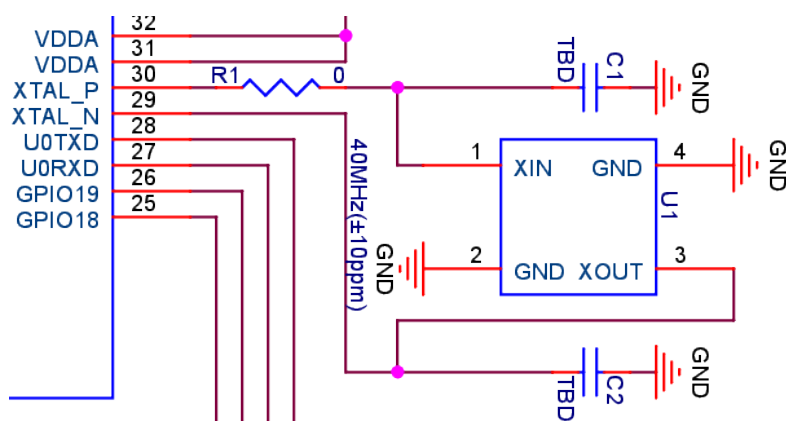 32
VDDA
31
VDDA
30
XTAL_P
R1
0
TBD
C1
GND
29
XTAL_N
28
U0TXD
27
U0RXD
26
GPIO19
25
GPIO18
40MHz(±10ppm)
1
XIN
GND
4
GND
U1
GND
2
GND
XOUT
3
TBD
C2
GND